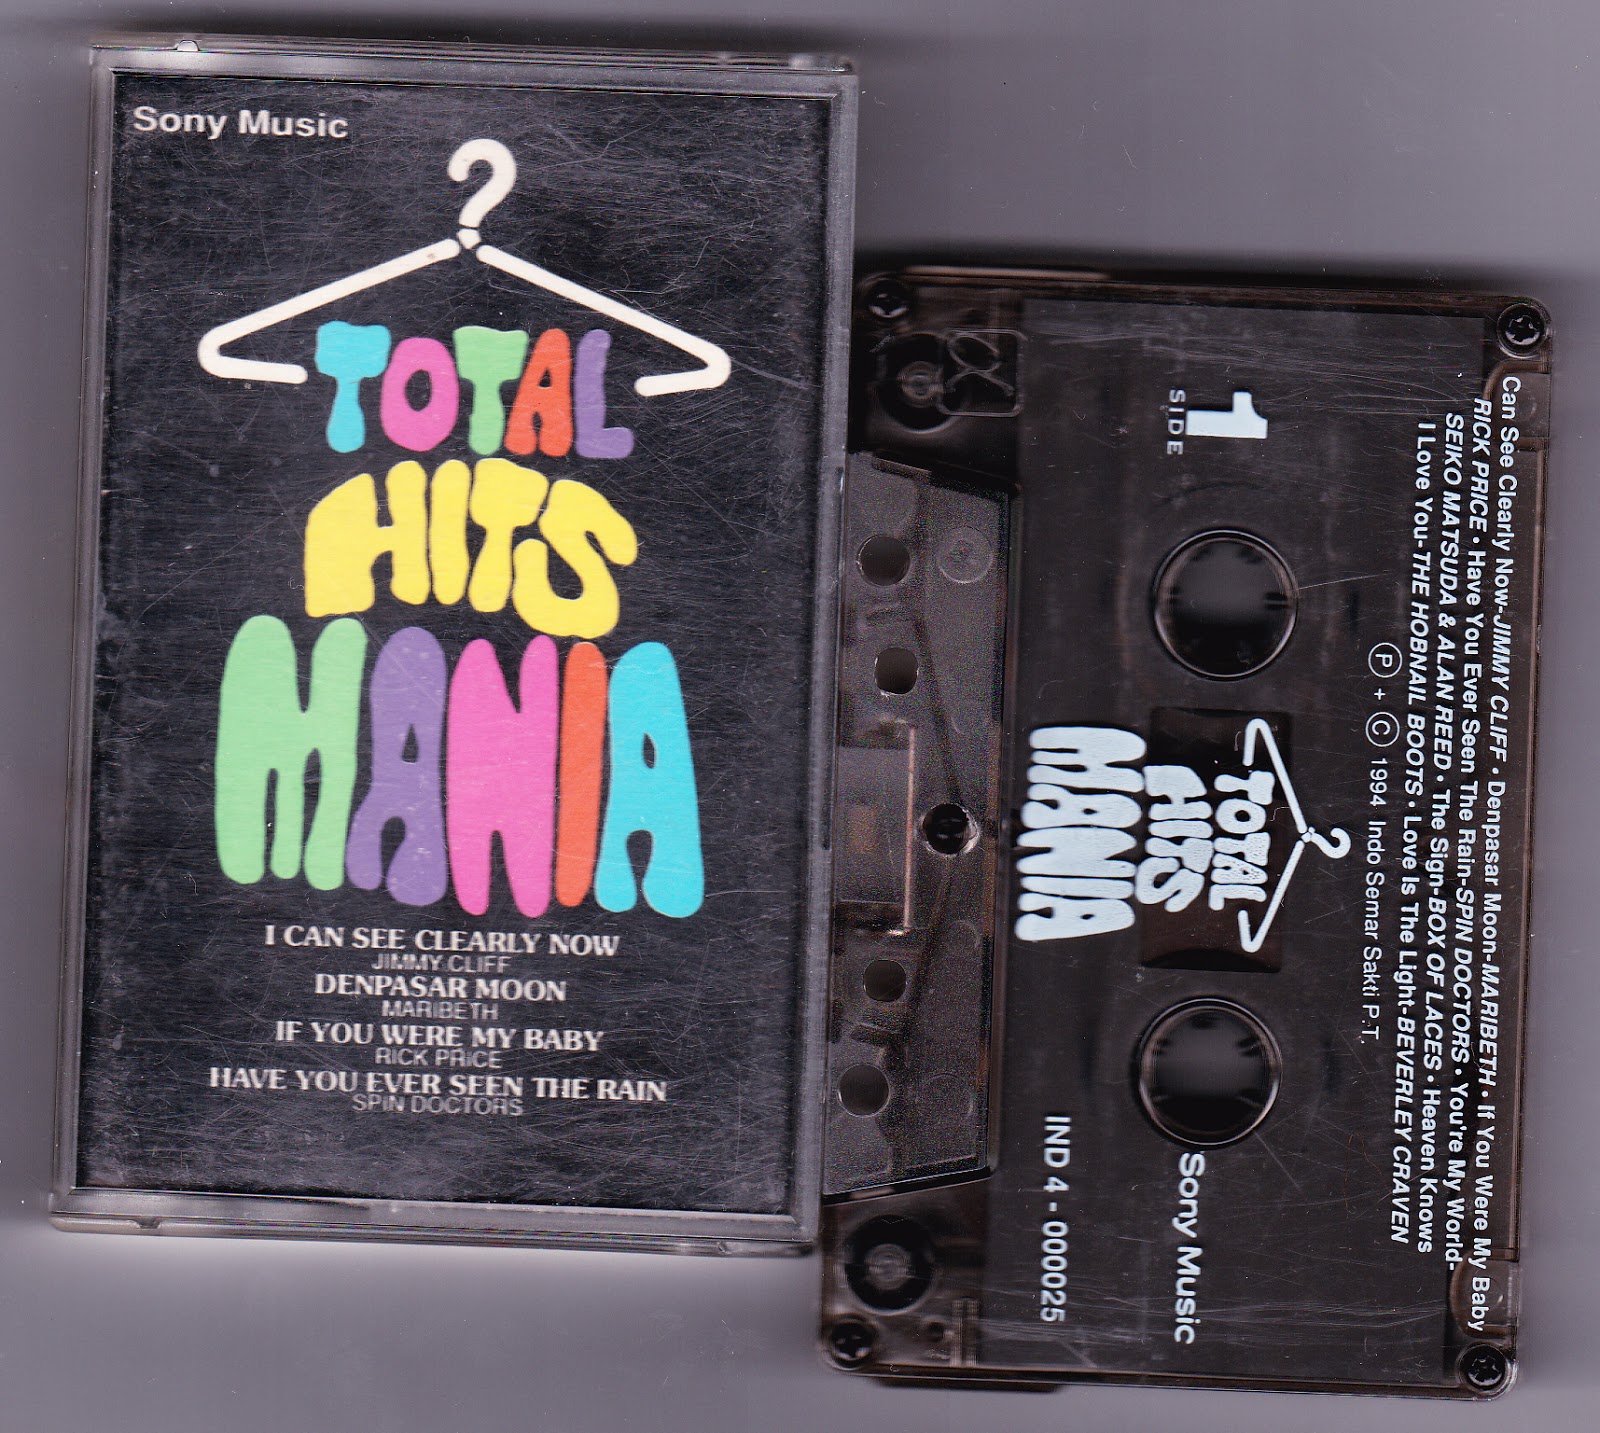 Sony Music
TOTAL
HITS
MANIA
I CAN SEE CLEARLY NOW
JIMMY CLIFF
DENPASAR MOON
MARIBETH
IF YOU WERE MY BABY
RICK PRICE
HAVE YOU EVER SEEN THE RAIN
SPIN DOCTORS
Can See Clearly Now-JIMMY CLIFF • Denpasar Moon-MARIBETH • If You Were My Baby
RICK PRICE • Have You Ever Seen The Rain-SPIN DOCTORS • You're My World-
SEIKO MATSUDA & ALAN REED • The Sign-BOX OF LACES • Heaven Knows
I Love You-THE HOBNAIL BOOTS • Love Is The Light-BEVERLEY CRAVEN
Ⓟ + Ⓒ 1994 Indo Semar Sakti P.T.
1
SIDE
TOTAL
HITS
MANIA
Sony Music
IND 4 - 000025